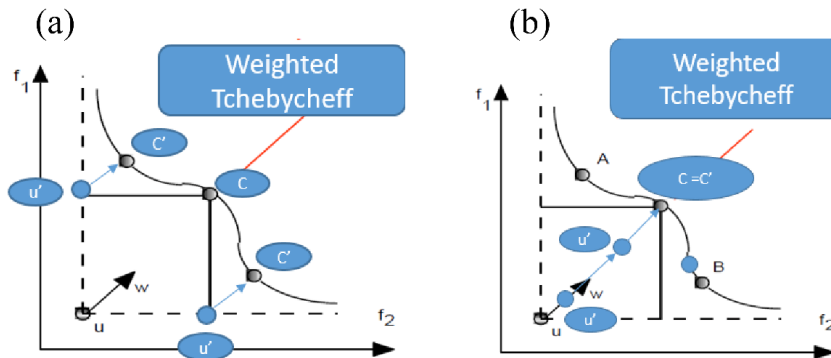 (a)
Weighted
Tchebycheff
f1
C’
u’
C
C’
w
u
f2
u’
(b)
Weighted
Tchebycheff
f1
A
C =C’
u’
B
w
u’
u
f2